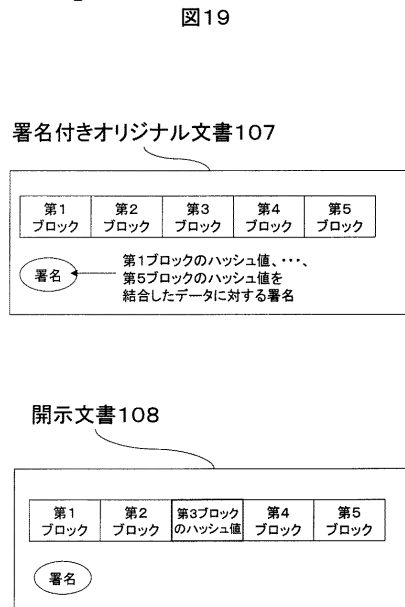 図19
署名付きオリジナル文書107
第1
ブロック
第2
ブロック
第3
ブロック
第4
ブロック
第5
ブロック
署名
第1ブロックのハッシュ値、・・・、
第5ブロックのハッシュ値を
結合したデータに対する署名
開示文書108
第1
ブロック
第2
ブロック
第3ブロック
のハッシュ値
第4
ブロック
第5
ブロック
署名